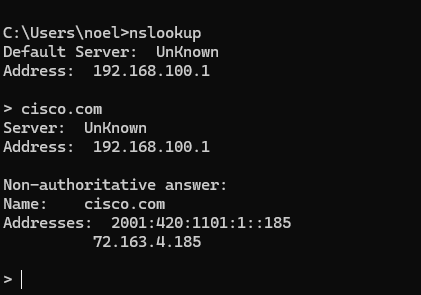 C:\Users\noel>nslookup
Default Server:  UnKnown
Address:  192.168.100.1
> cisco.com
Server:  UnKnown
Address:  192.168.100.1
Non-authoritative answer:
Name:    cisco.com
Addresses:  2001:420:1101:1::185
          72.163.4.185
>